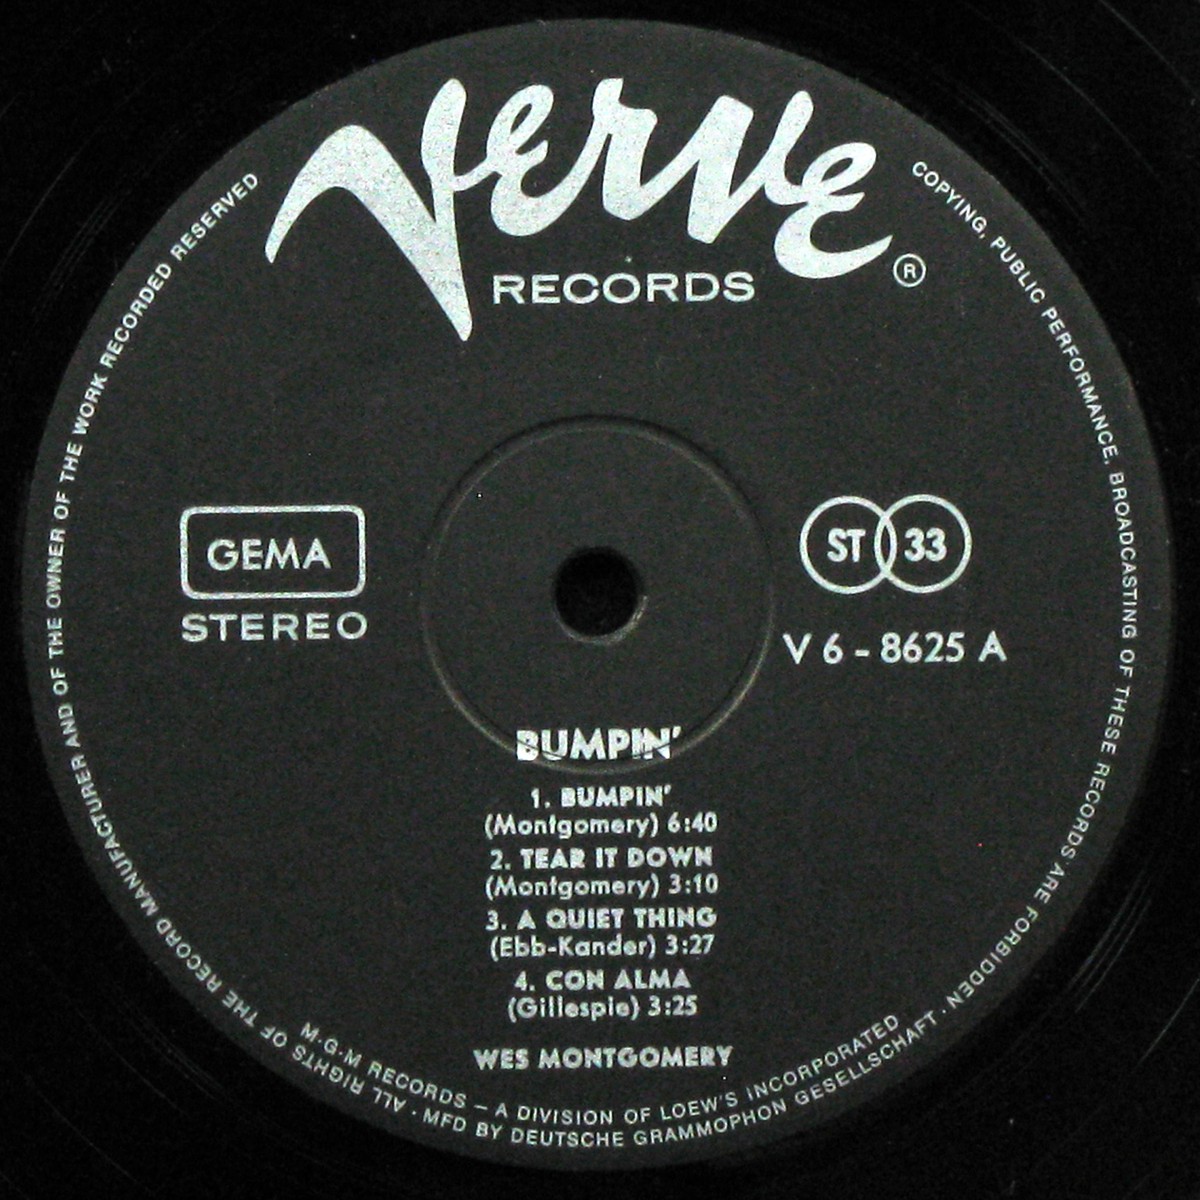 Verve
RECORDS
®
GEMA
STEREO
ST 33
V 6 - 8625 A
BUMPIN'
1. BUMPIN'
(Montgomery) 6:40
2. TEAR IT DOWN
(Montgomery) 3:10
3. A QUIET THING
(Ebb-Kander) 3:27
4. CON ALMA
(Gillespie) 3:25
WES MONTGOMERY
M·G·M RECORDS — A DIVISION OF LOEW'S INCORPORATED
ALL RIGHTS OF THE RECORD MANUFACTURER AND OF THE OWNER OF THE WORK RECORDED RESERVED
COPYING, PUBLIC PERFORMANCE, BROADCASTING OF THESE RECORDS ARE FORBIDDEN · MFD BY DEUTSCHE GRAMMOPHON GESELLSCHAFT ·